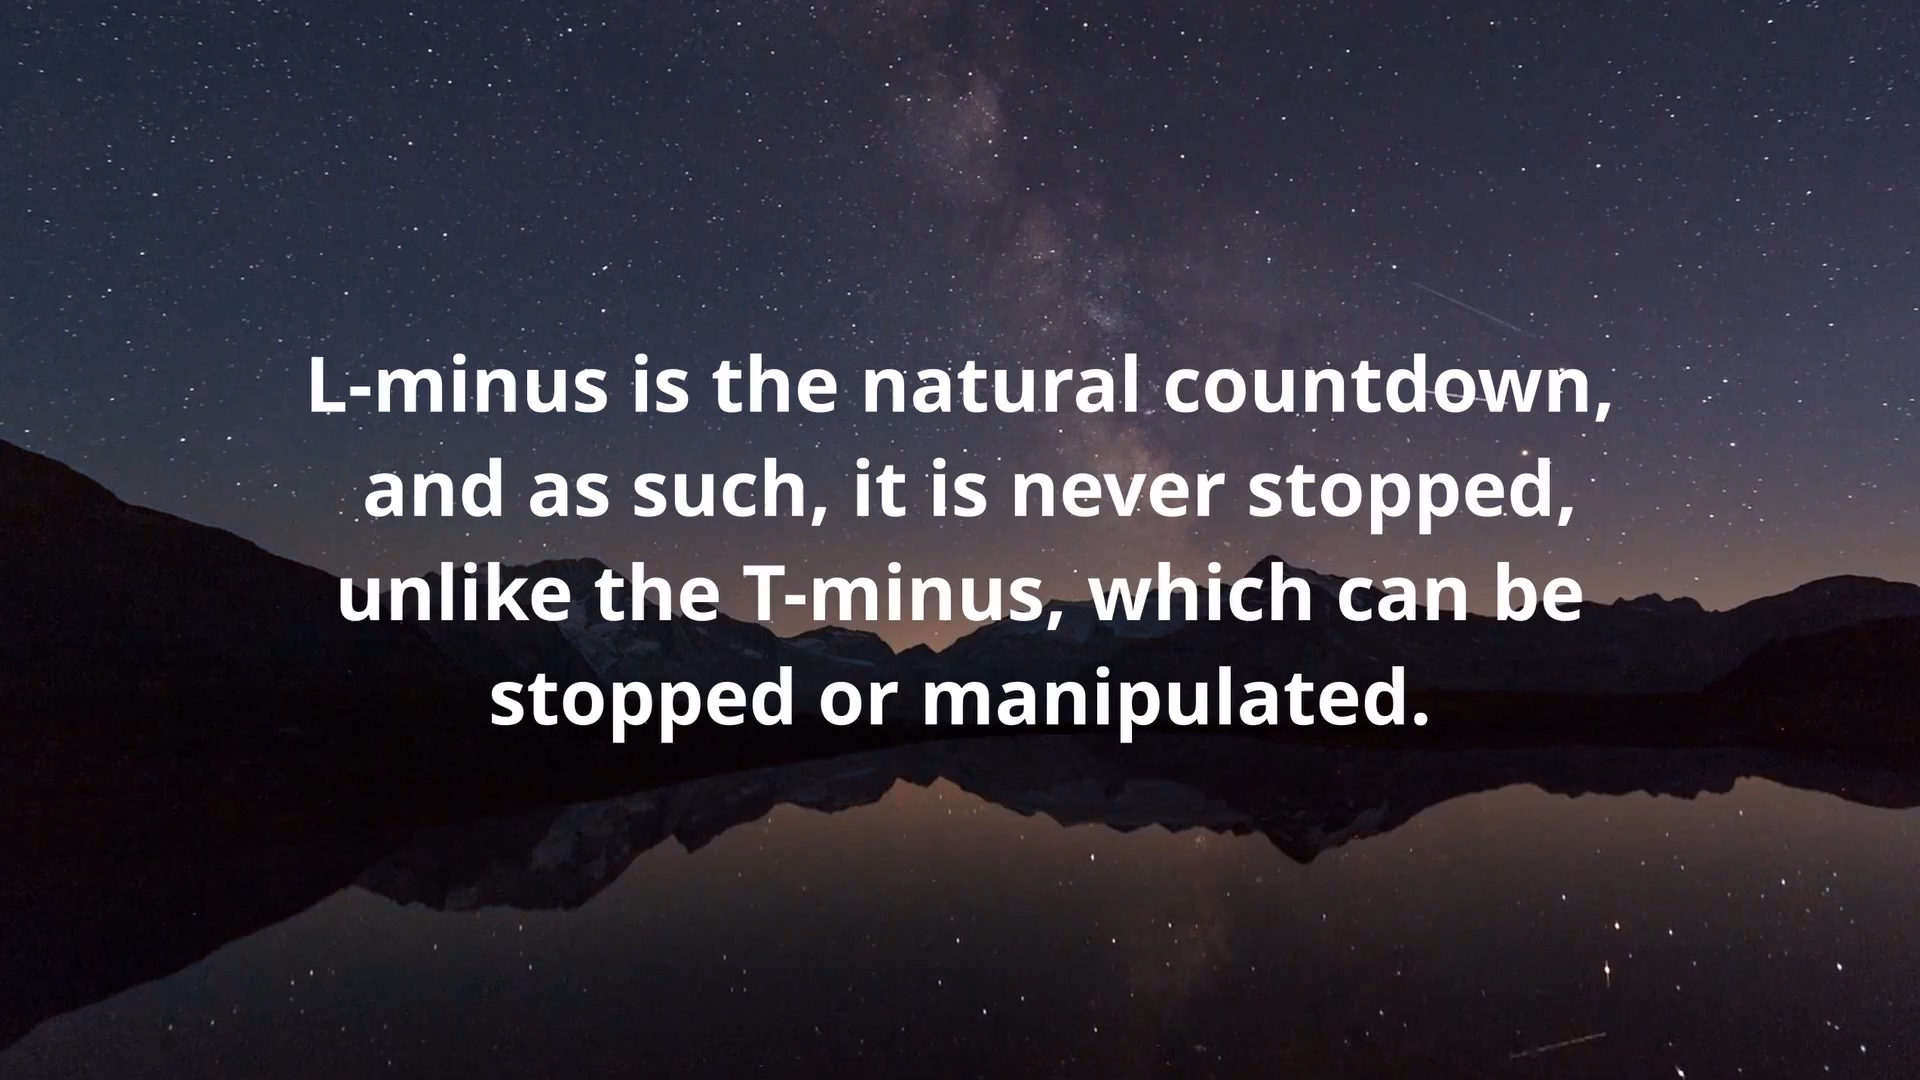 L-minus is the natural countdown,
and as such, it is never stopped,
unlike the T-minus, which can be
stopped or manipulated.